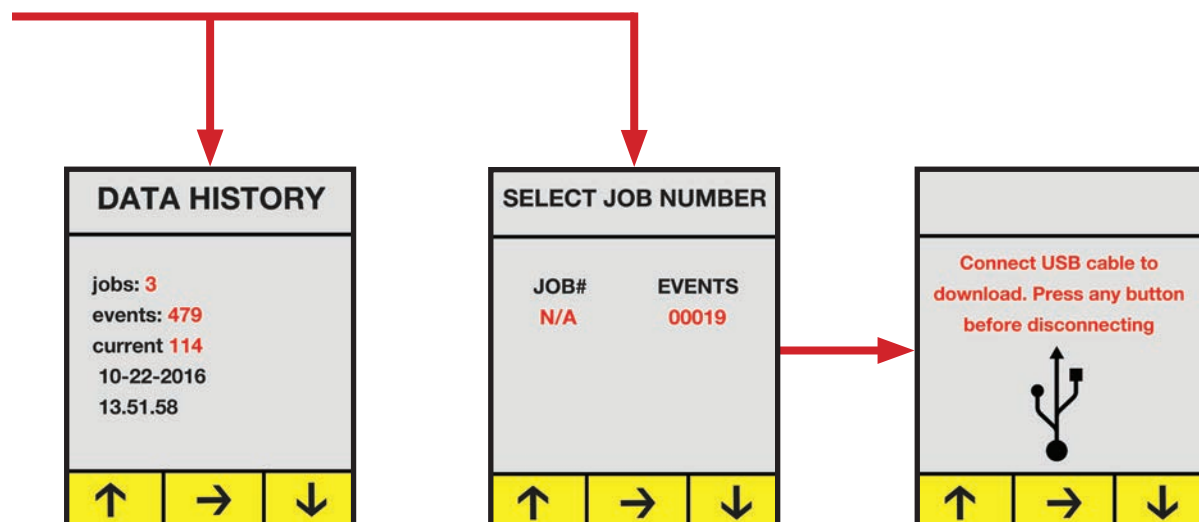 DATA HISTORY
jobs: 3
events: 479
current 114
10-22-2016
13.51.58
↑ → ↓
SELECT JOB NUMBER
JOB# EVENTS
N/A 00019
↑ → ↓
Connect USB cable to
download. Press any button
before disconnecting
↑ → ↓